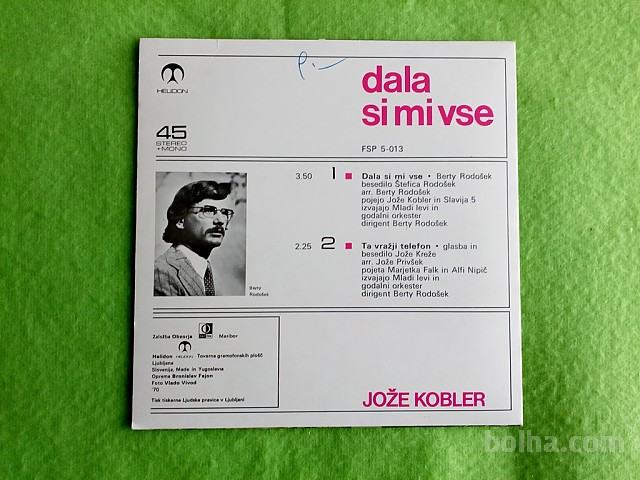 HELIDON
45
STEREO
+MONO
dala
si mi vse
FSP 5-013
3.50 1 Dala si mi vse • Berty Rodošek
besedilo Štefica Rodošek
arr. Berty Rodošek
pojejo Jože Kobler in Slavija 5
izvajajo Mladi levi in
godalni orkester
dirigent Berty Rodošek
2.25 2 Ta vražji telefon • glasba in
besedilo Jože Kreže
arr. Jože Privšek
pojeta Marjetka Falk in Alfi Nipič
izvajajo Mladi levi in
godalni orkester
dirigent Berty Rodošek
Berty
Rodošek
Založba Obzorja Maribor
Helidon HELIDON Tovarna gramofonskih plošč
Ljubljana
Slovenija, Made in Yugoslavia
Oprema Bronislav Fajon
Foto Vlado Vivod
'70
Tisk tiskarne Ljudske pravice v Ljubljani
JOŽE KOBLER
bolha.com